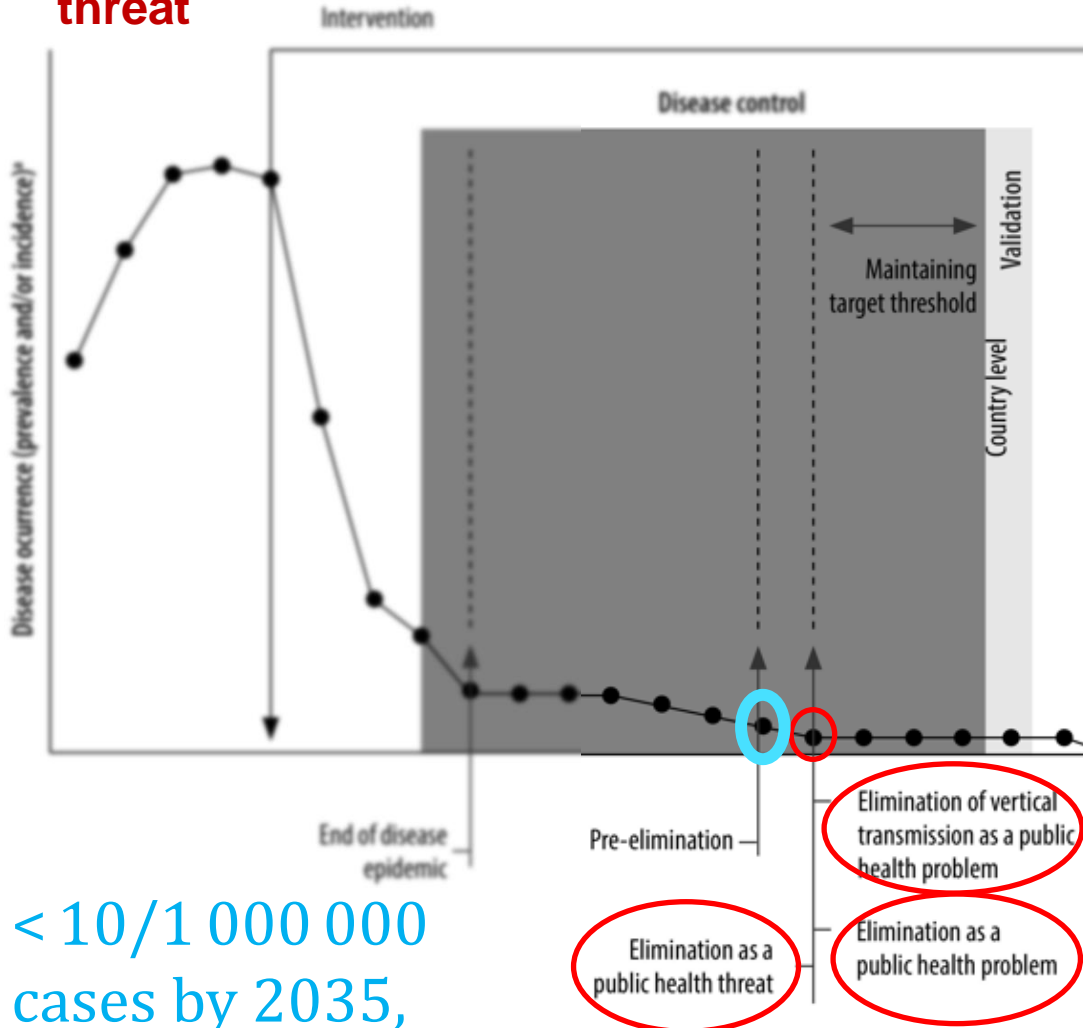 threat
Intervention
Disease control
Disease ocurrence (prevalence and/or incidence)ᵃ
Validation
Maintaining
target threshold
Country level
End of disease
epidemic
Pre-elimination
Elimination of vertical
transmission as a public
health problem
Elimination as a
public health threat
Elimination as a
public health problem
< 10/1 000 000
cases by 2035,